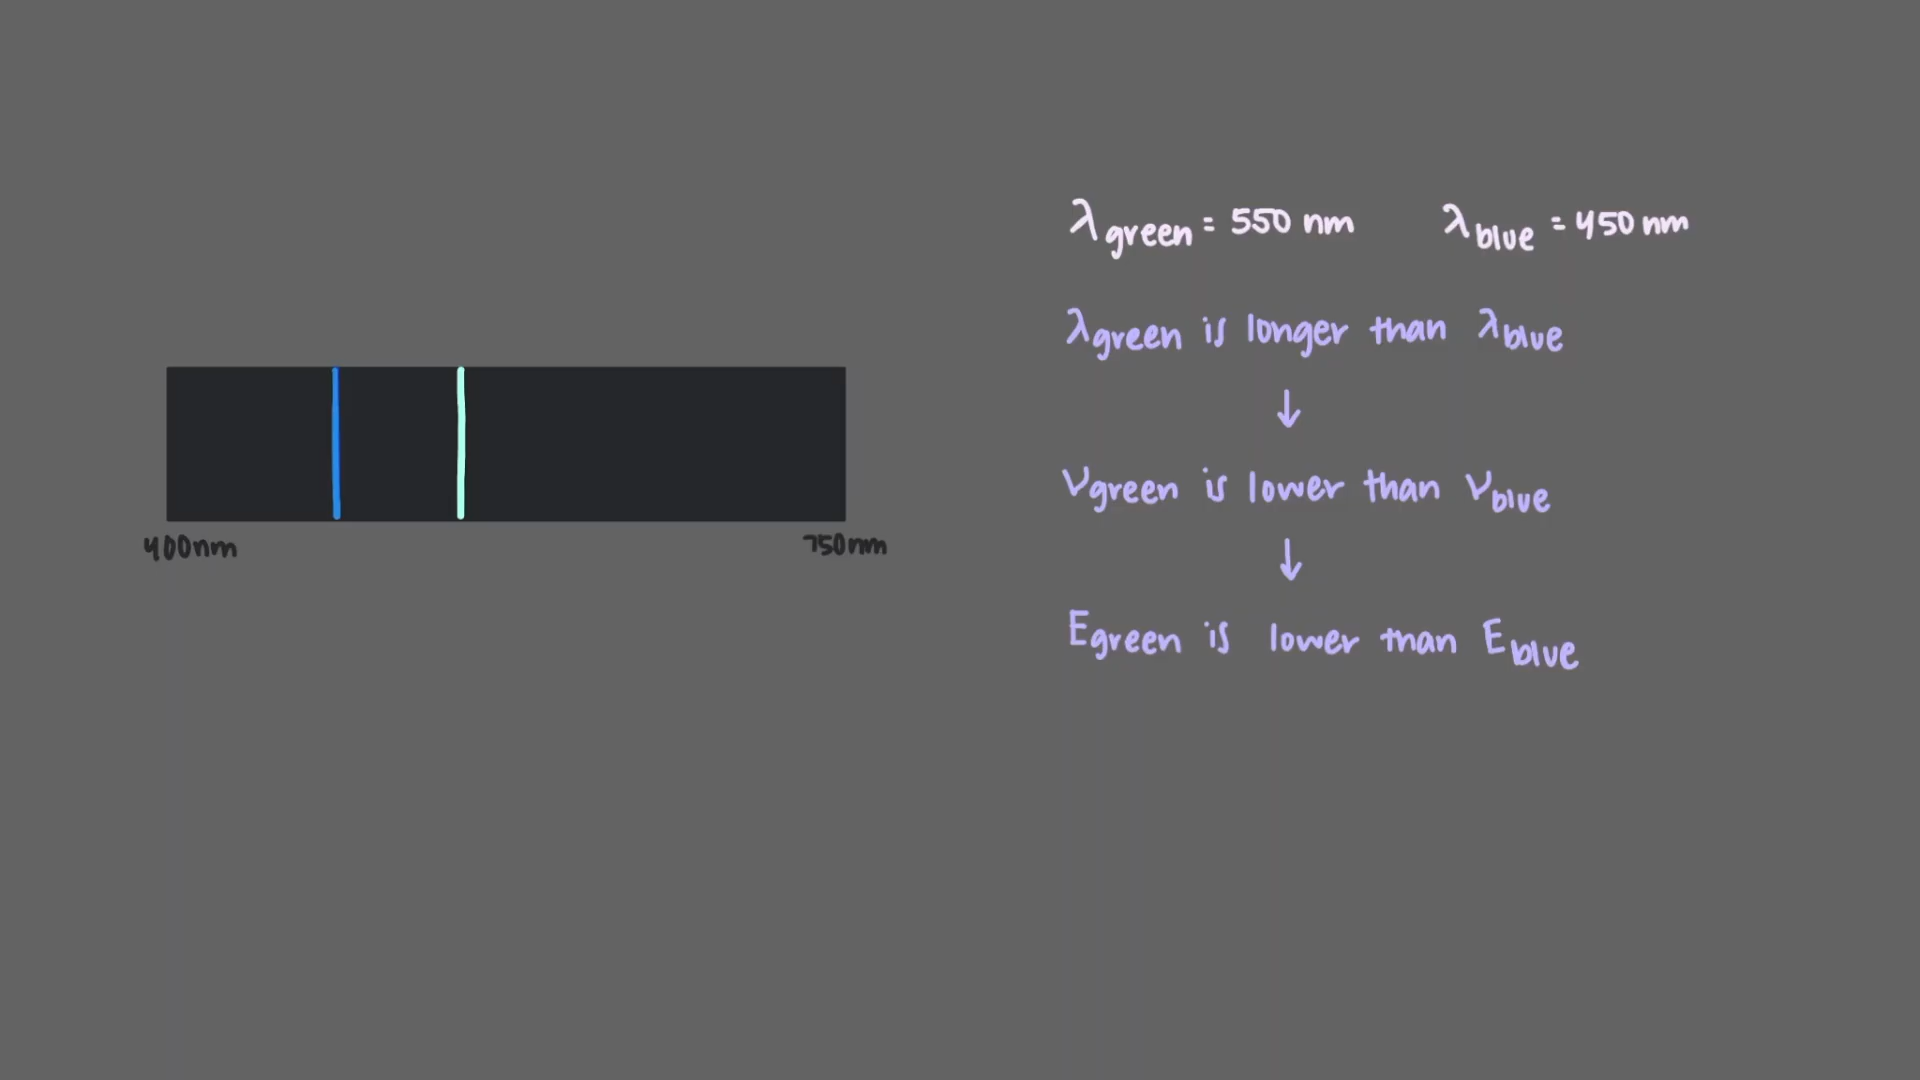 λgreen = 550 nm λblue = 450 nm
λgreen is longer than λblue
↓
νgreen is lower than νblue
↓
Egreen is lower than Eblue
400nm 750nm